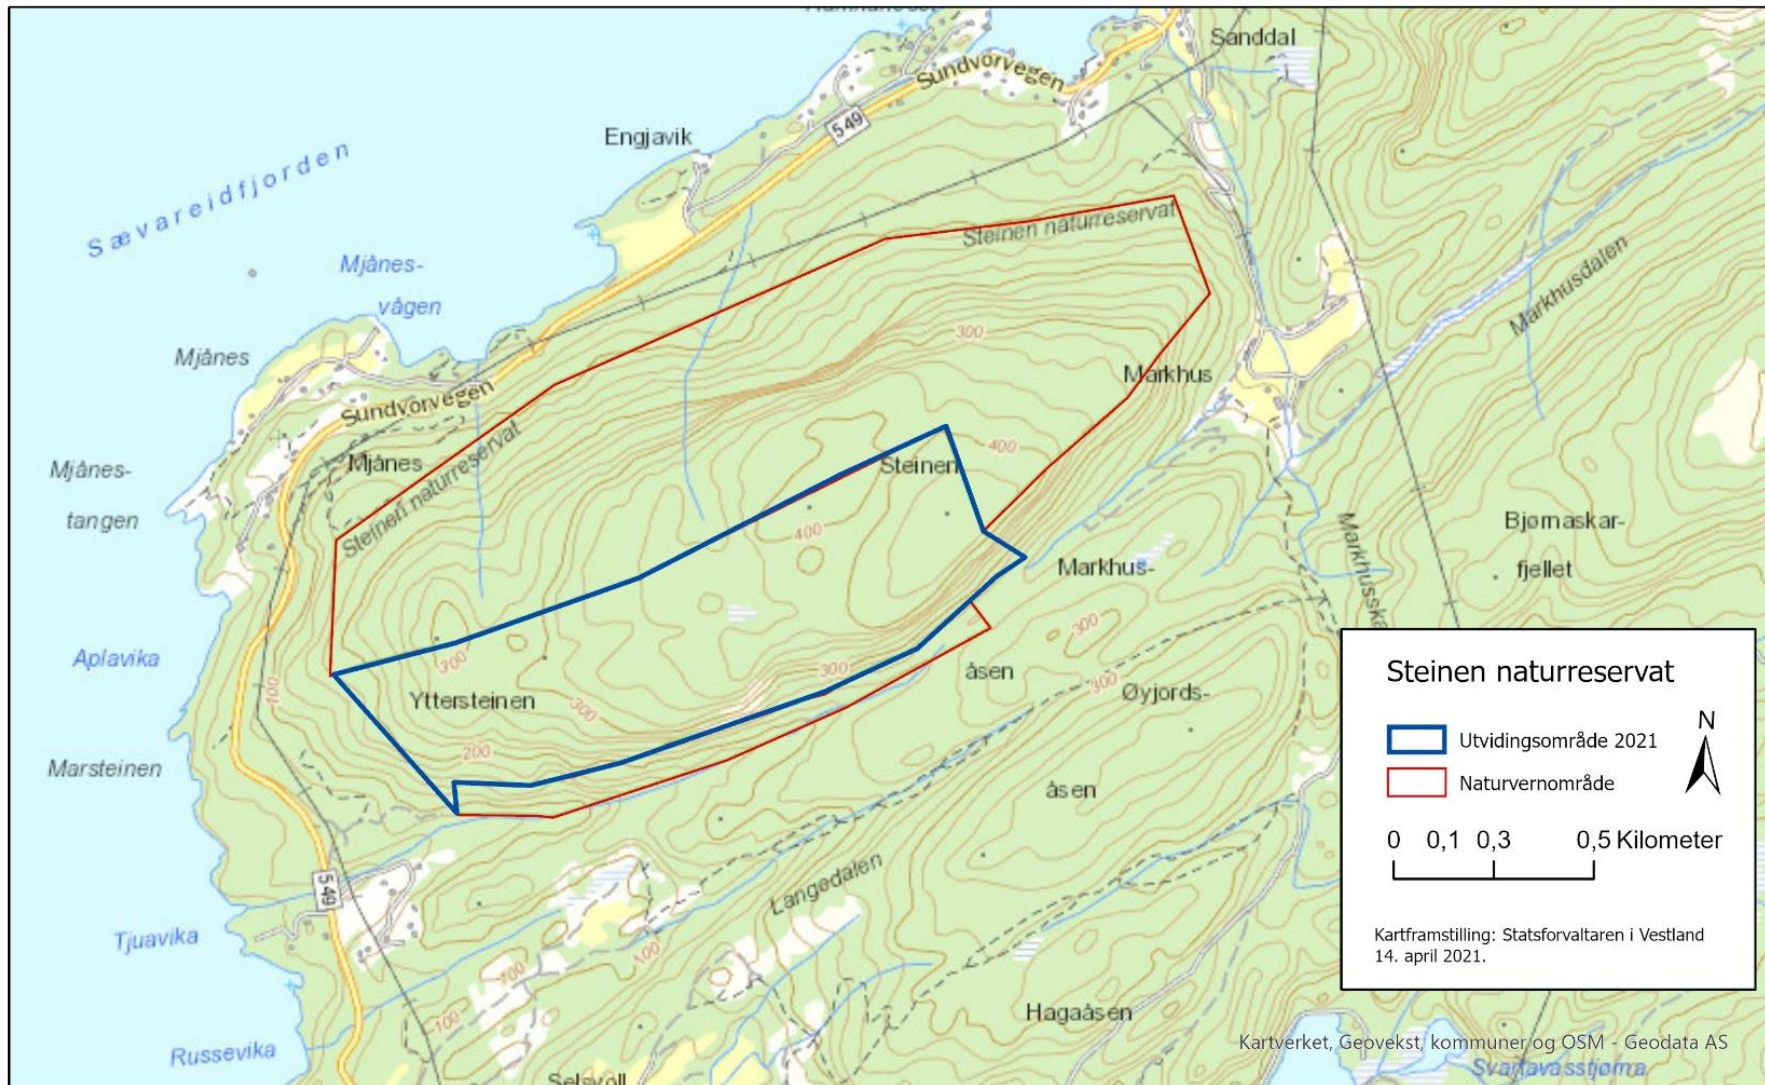 Sanddal
Sundvorvegen
549
Engjavik
Sævareidfjorden
Steinen naturreservat
Mjånes-
vågen
Markhusdalen
300
Mjånes
Markhus
Sundvorvegen
400
Mjånes
Steinen
Mjånes-
tangen
Steinen naturreservat
400
Bjørnaskar-
fjellet
Markhus-
åsen
300
Aplavika
300
300
300
Yttersteinen
100
300
Øyjords-
åsen
200
Marsteinen
549
Langedalen
Tjuavika
100
100
100
Hagaåsen
Russevika
Selsvoll
Svartavasstjørna
Steinen naturreservat
N
Utvidingsområde 2021
Naturvernområde
0 0,1 0,3 0,5 Kilometer
Kartframstilling: Statsforvaltaren i Vestland
14. april 2021.
Kartverket, Geovekst, kommuner og OSM - Geodata AS